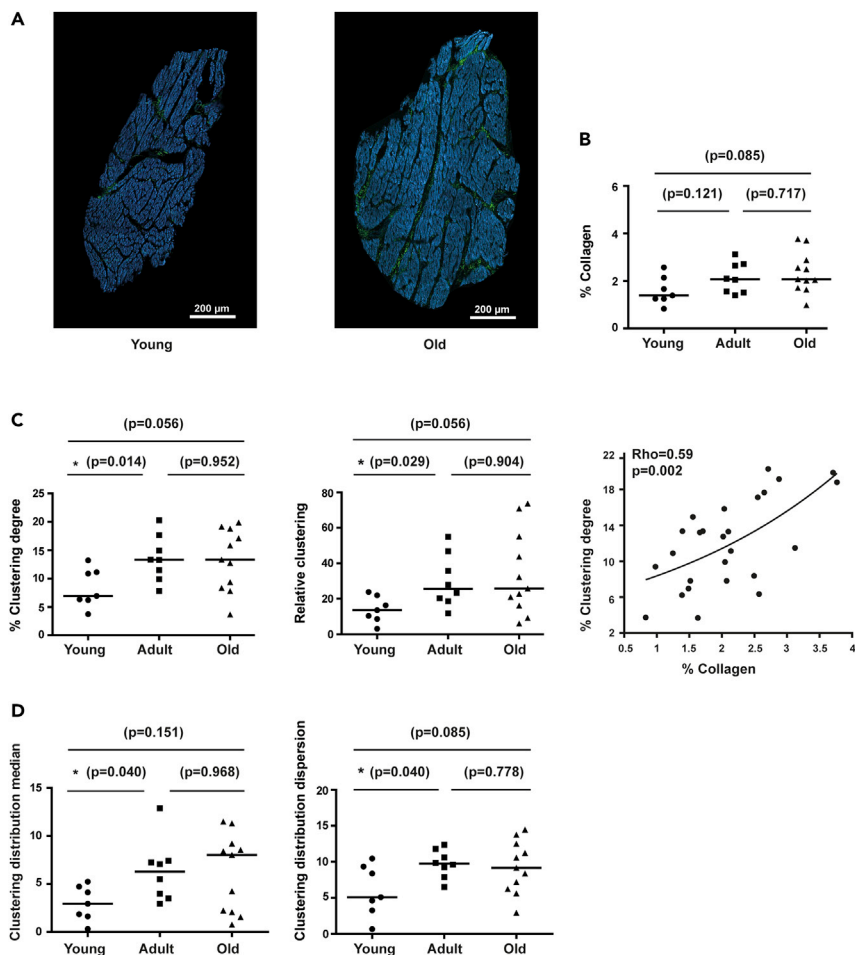 A
200 µm
Young
200 µm
Old
B
(p=0.085)
(p=0.121) (p=0.717)
% Collagen
6
4
2
0
Young Adult Old
C
(p=0.056)
* (p=0.014) (p=0.952)
% Clustering degree
25
20
15
10
5
0
Young Adult Old
(p=0.056)
* (p=0.029) (p=0.904)
Relative clustering
80
60
40
20
0
Young Adult Old
Rho=0.59
p=0.002
% Clustering degree
22
18
14
10
6
2
0.5 1 1.5 2 2.5 3 3.5 4
% Collagen
D
(p=0.151)
* (p=0.040) (p=0.968)
Clustering distribution median
15
10
5
0
Young Adult Old
(p=0.085)
* (p=0.040) (p=0.778)
Clustering distribution dispersion
20
15
10
5
0
Young Adult Old